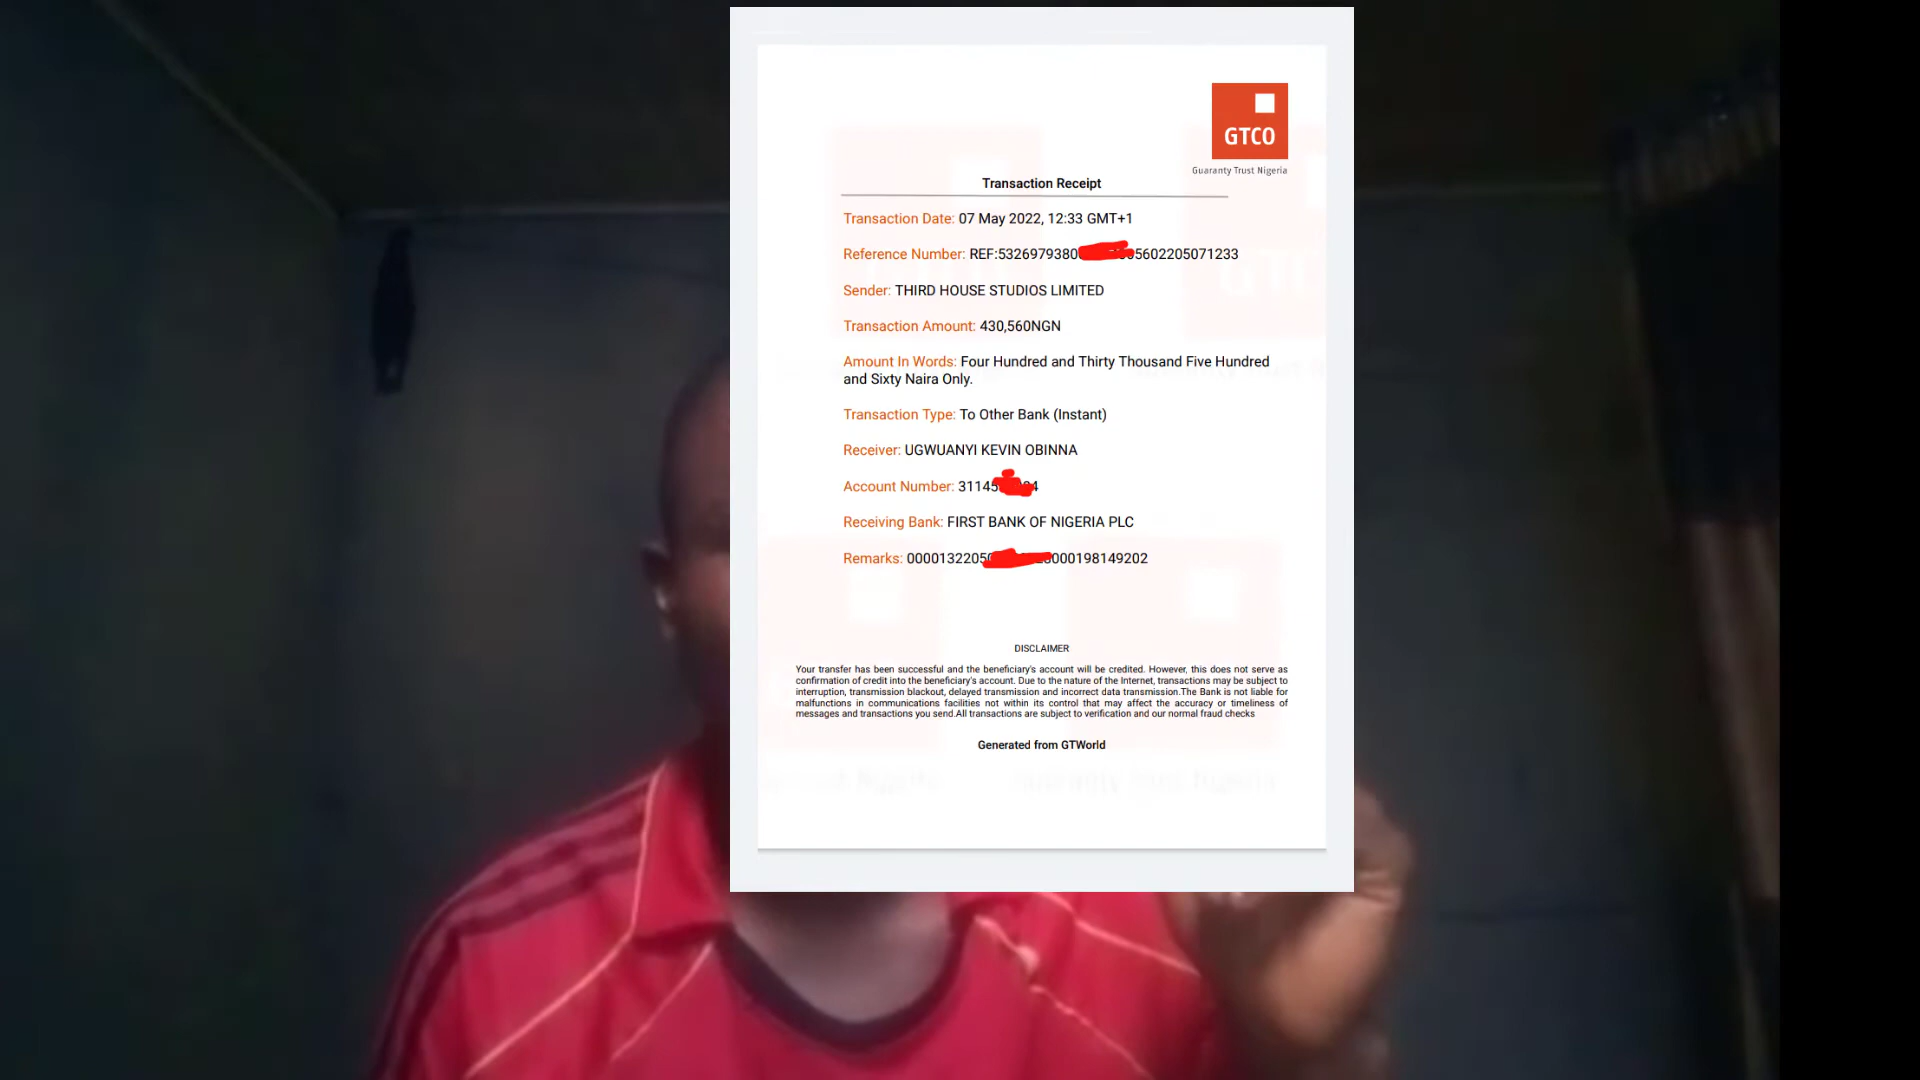 GTCO
Guaranty Trust Nigeria
Transaction Receipt
Transaction Date: 07 May 2022, 12:33 GMT+1
Reference Number: REF:5326979380 5602205071233
Sender: THIRD HOUSE STUDIOS LIMITED
Transaction Amount: 430,560NGN
Amount In Words: Four Hundred and Thirty Thousand Five Hundred
and Sixty Naira Only.
Transaction Type: To Other Bank (Instant)
Receiver: UGWUANYI KEVIN OBINNA
Account Number: 3114 4
Receiving Bank: FIRST BANK OF NIGERIA PLC
Remarks: 0000132205 000198149202
DISCLAIMER
Your transfer has been successful and the beneficiary's account will be credited. However, this does not serve as
confirmation of credit into the beneficiary's account. Due to the nature of the Internet, transactions may be subject to
interruption, transmission blackout, delayed transmission and incorrect data transmission.The Bank is not liable for
malfunctions in communications facilities not within its control that may affect the accuracy or timeliness of
messages and transactions you send.All transactions are subject to verification and our normal fraud checks
Generated from GTWorld